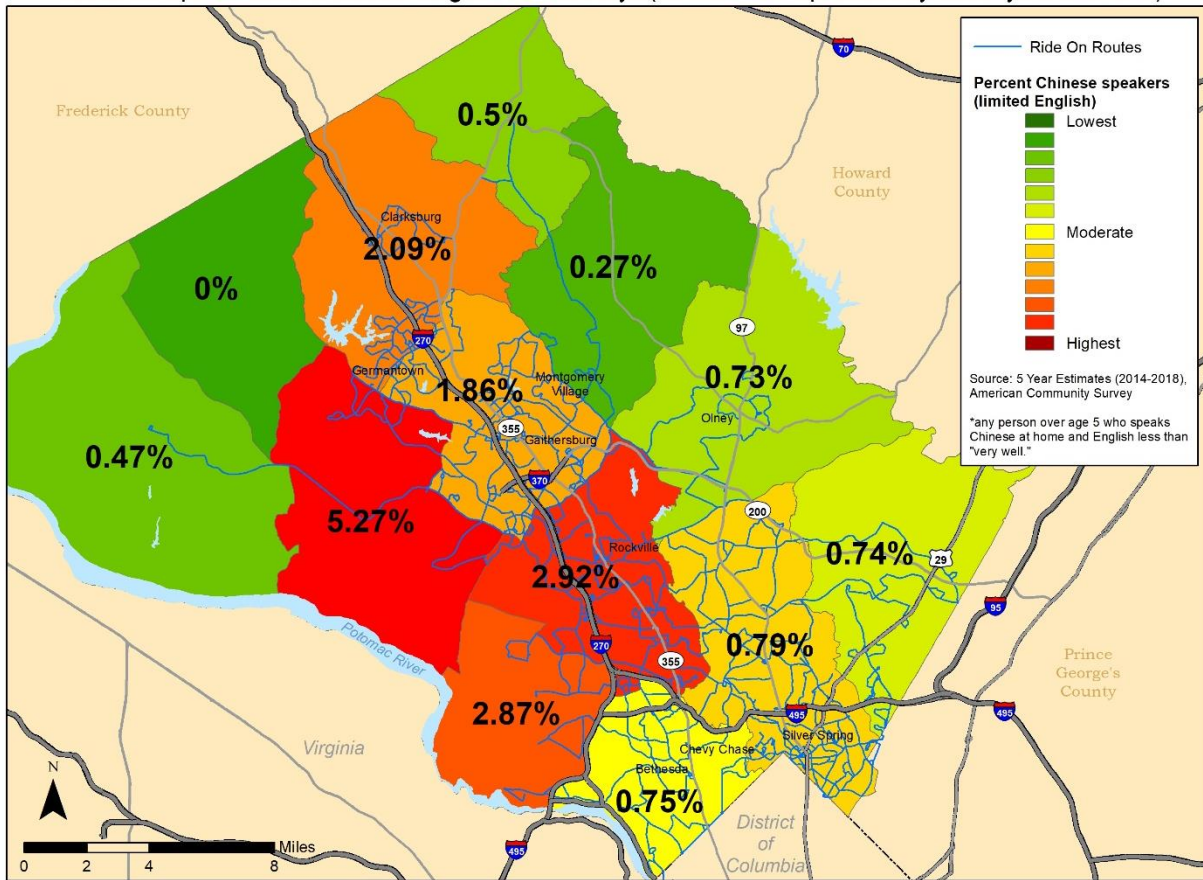 Frederick County
Howard
County
Prince
George's
County
Virginia
District
of
Columbia
Potomac River
0.5%
Clarksburg
2.09%
0%
0.27%
Germantown
1.86%
Montgomery
Village
Gaithersburg
0.73%
Olney
0.47%
5.27%
Rockville
2.92%
0.74%
0.79%
2.87%
Chevy Chase
Silver Spring
Bethesda
0.75%
70
97
270
355
370
200
29
95
270
355
495
495
495
N
Miles
0 2 4 8
Ride On Routes
Percent Chinese speakers
(limited English)
Lowest
Moderate
Highest
Source: 5 Year Estimates (2014-2018),
American Community Survey
*any person over age 5 who speaks
Chinese at home and English less than
"very well."